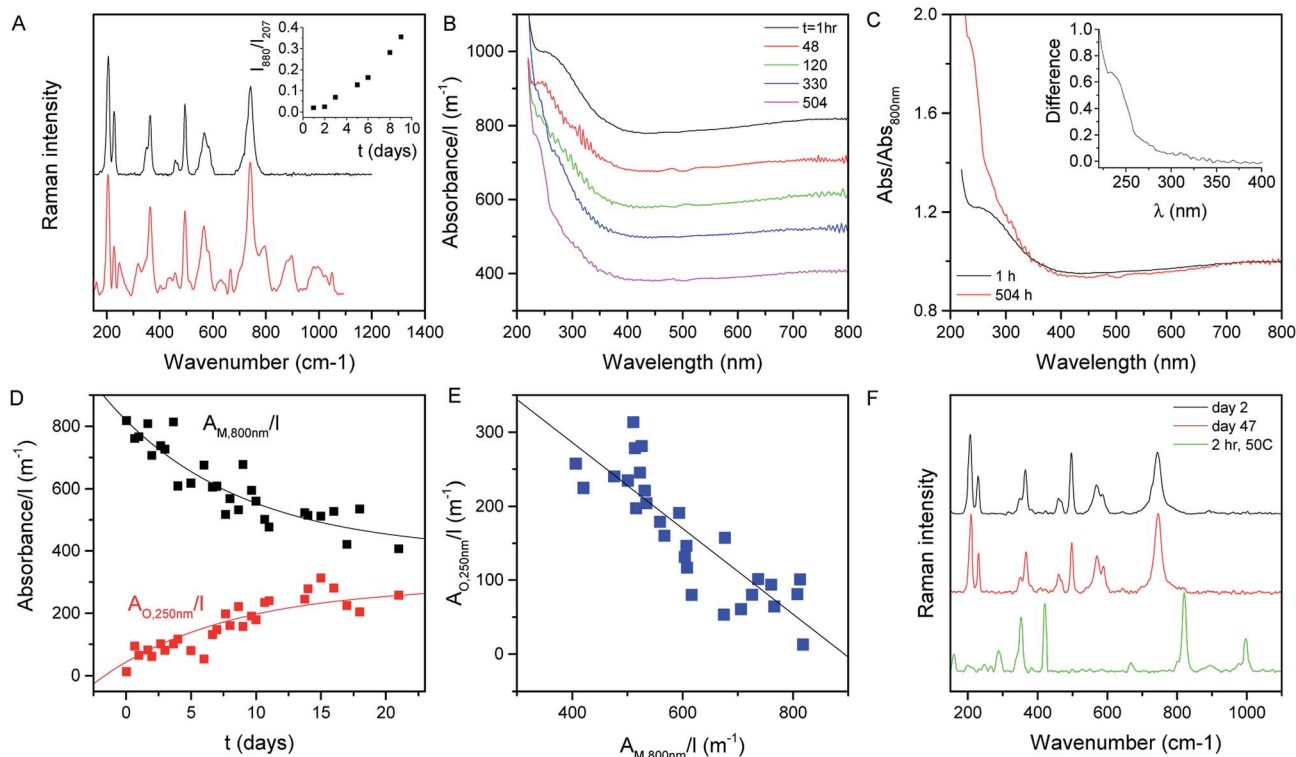 A
Raman intensity
Wavenumber (cm-1)
200 400 600 800 1000 1200 1400
I880/I207
0.4
0.3
0.2
0.1
0.0
0 2 4 6 8 10
t (days)
B
Absorbance/l (m-1)
1000
800
600
400
200 300 400 500 600 700 800
Wavelength (nm)
t=1hr
48
120
330
504
C
Abs/Abs800nm
2.0
1.6
1.2
0.8
200 300 400 500 600 700 800
Wavelength (nm)
1 h
504 h
Difference
1.0
0.8
0.6
0.4
0.2
0.0
250 300 350 400
λ (nm)
D
Absorbance/l (m-1)
800
600
400
200
0
AM,800nm/l
AO,250nm/l
0 5 10 15 20
t (days)
E
AO,250nm/l (m-1)
300
200
100
0
400 600 800
AM,800nm/l (m-1)
F
Raman intensity
day 2
day 47
2 hr, 50C
200 400 600 800 1000
Wavenumber (cm-1)